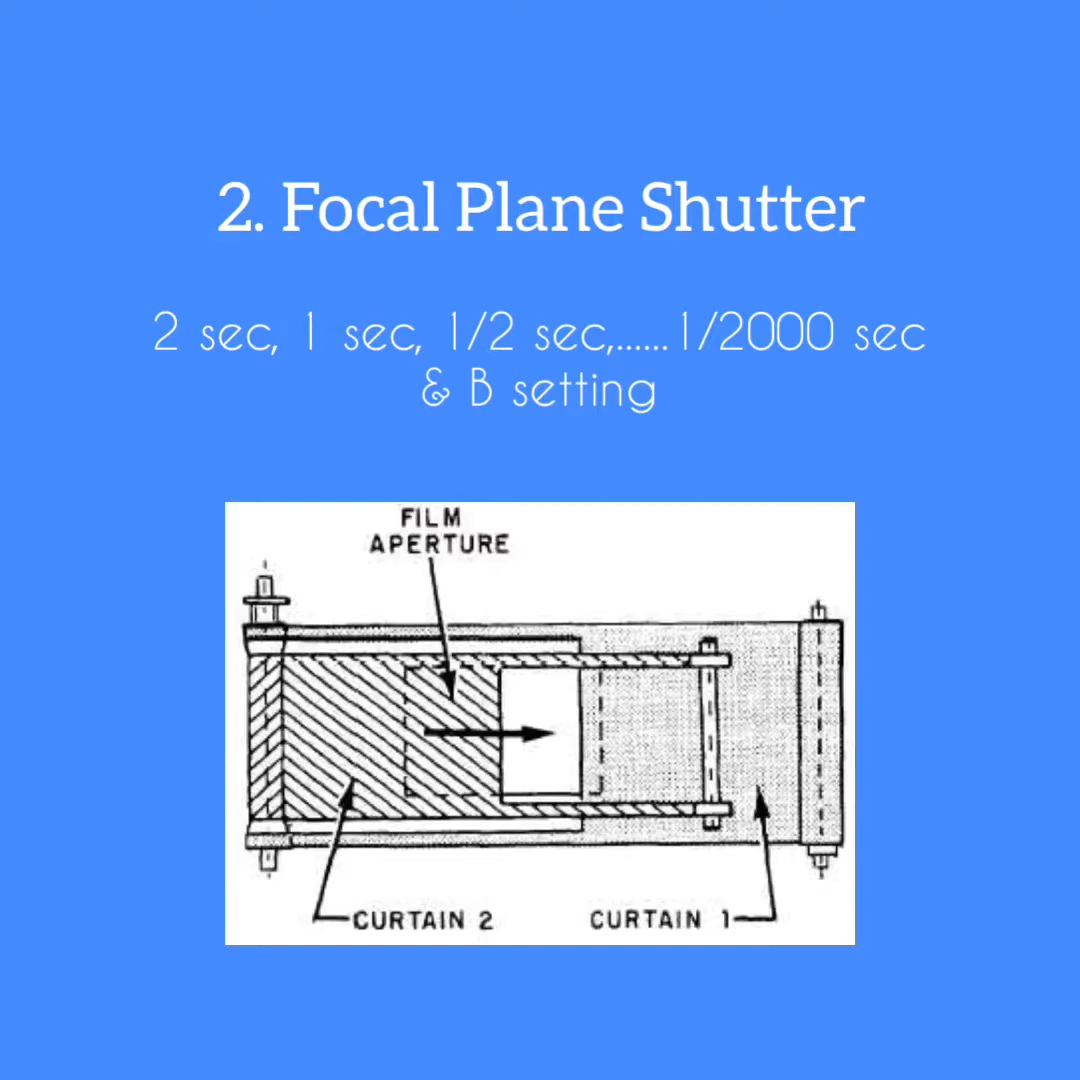 2. Focal Plane Shutter
2 sec, 1 sec, 1/2 sec,......1/2000 sec
& B setting
FILM
APERTURE
CURTAIN 2
CURTAIN 1